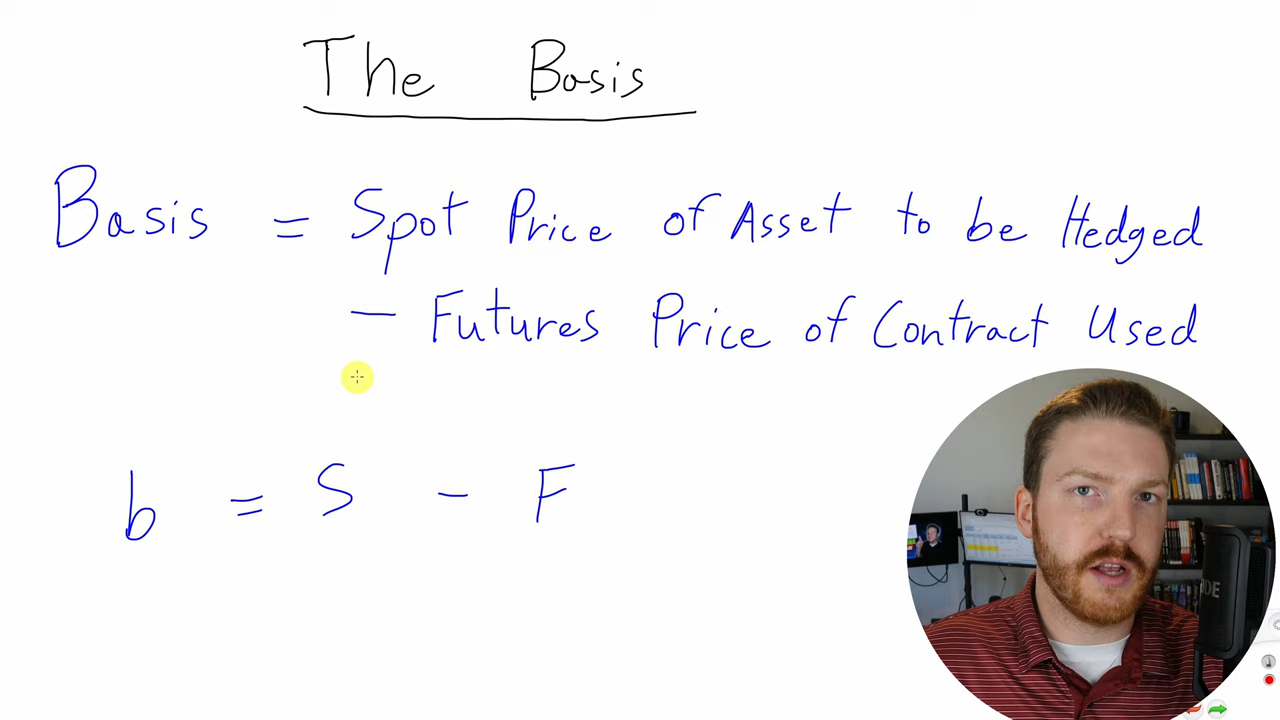 The Basis
Basis = Spot Price of Asset to be Hedged
– Futures Price of Contract Used
b = S – F